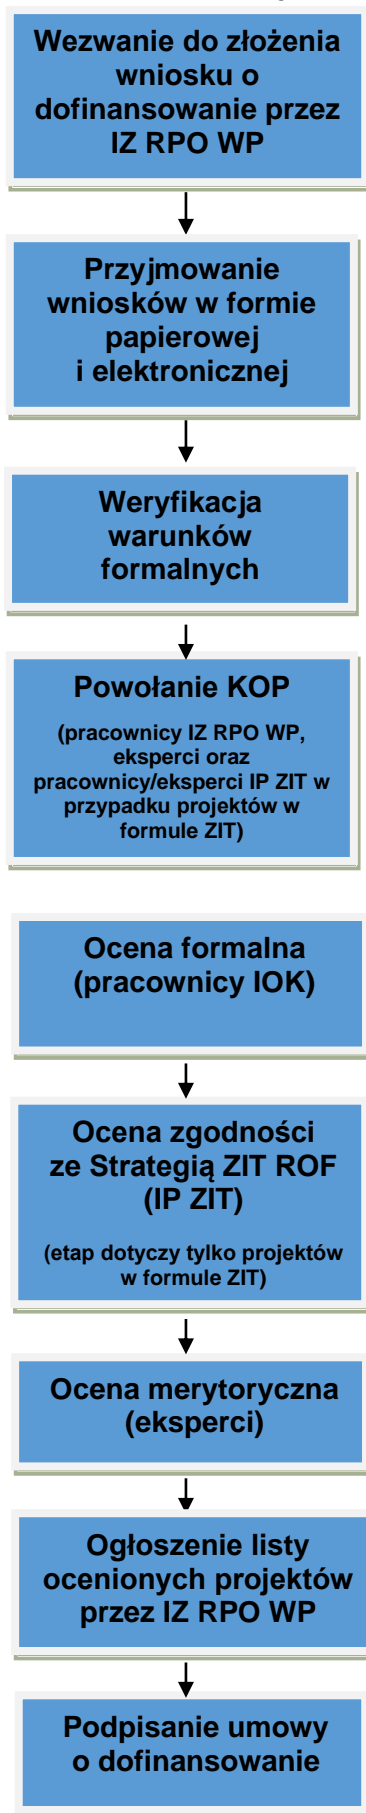 Wezwanie do złożenia
wniosku o
dofinansowanie przez
IZ RPO WP
Przyjmowanie
wniosków w formie
papierowej
i elektronicznej
Weryfikacja
warunków
formalnych
Powołanie KOP
(pracownicy IZ RPO WP,
eksperci oraz
pracownicy/eksperci IP ZIT w
przypadku projektów w
formule ZIT)
Ocena formalna
(pracownicy IOK)
Ocena zgodności
ze Strategią ZIT ROF
(IP ZIT)
(etap dotyczy tylko projektów
w formule ZIT)
Ocena merytoryczna
(eksperci)
Ogłoszenie listy
ocenionych projektów
przez IZ RPO WP
Podpisanie umowy
o dofinansowanie